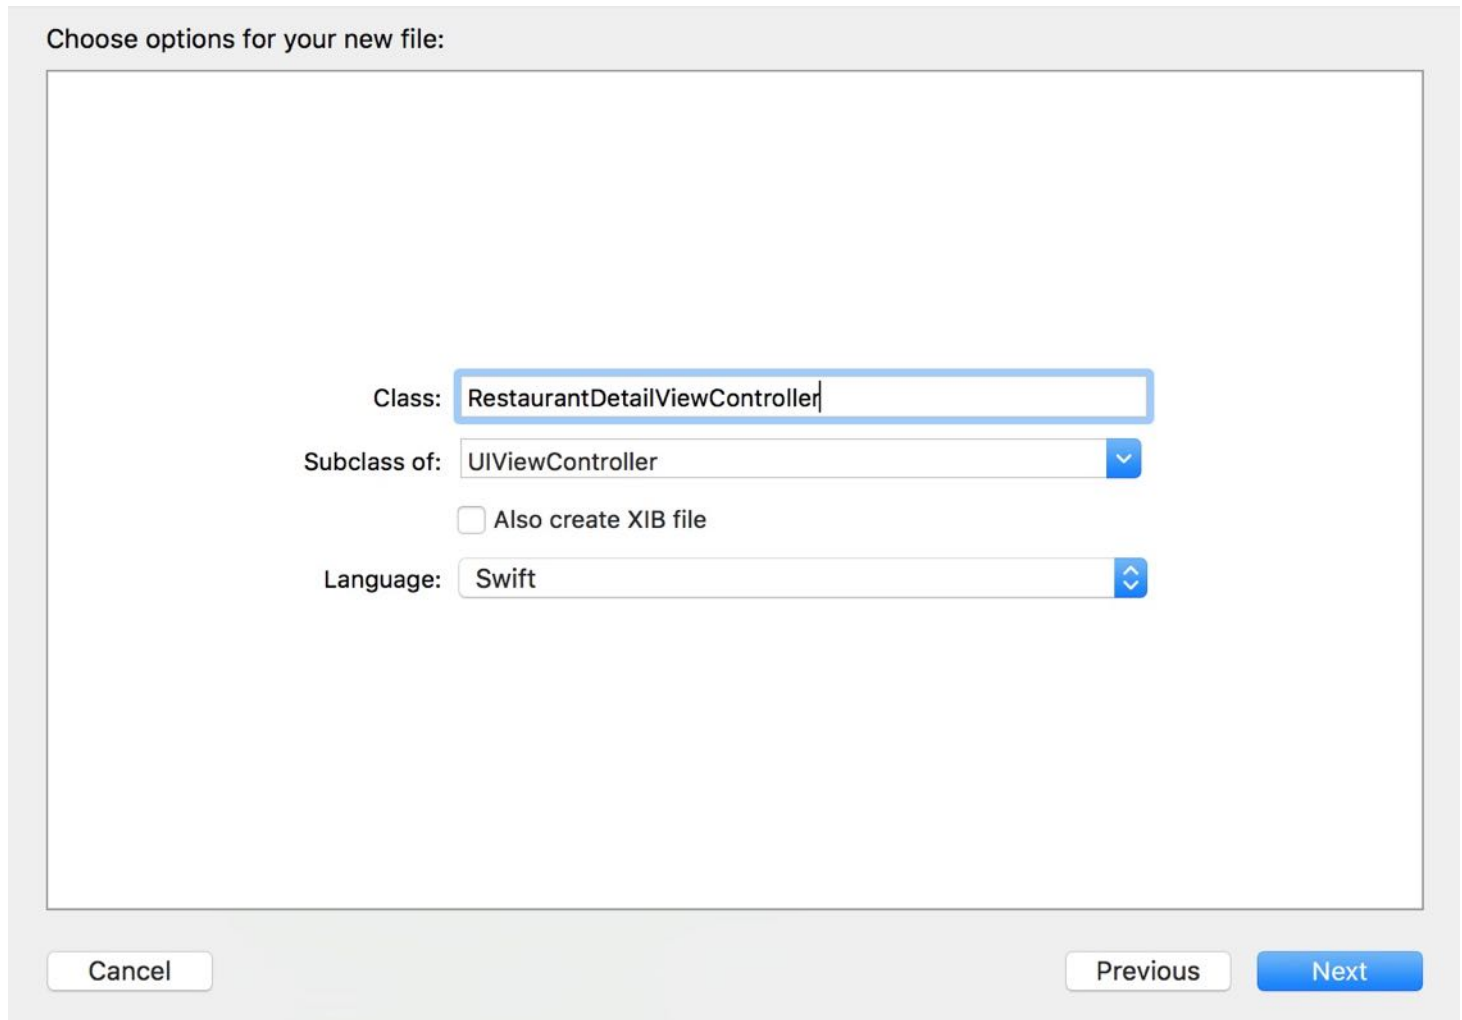 Choose options for your new file:
Class: RestaurantDetailViewController
Subclass of: UIViewController
Also create XIB file
Language: Swift
Cancel Previous Next